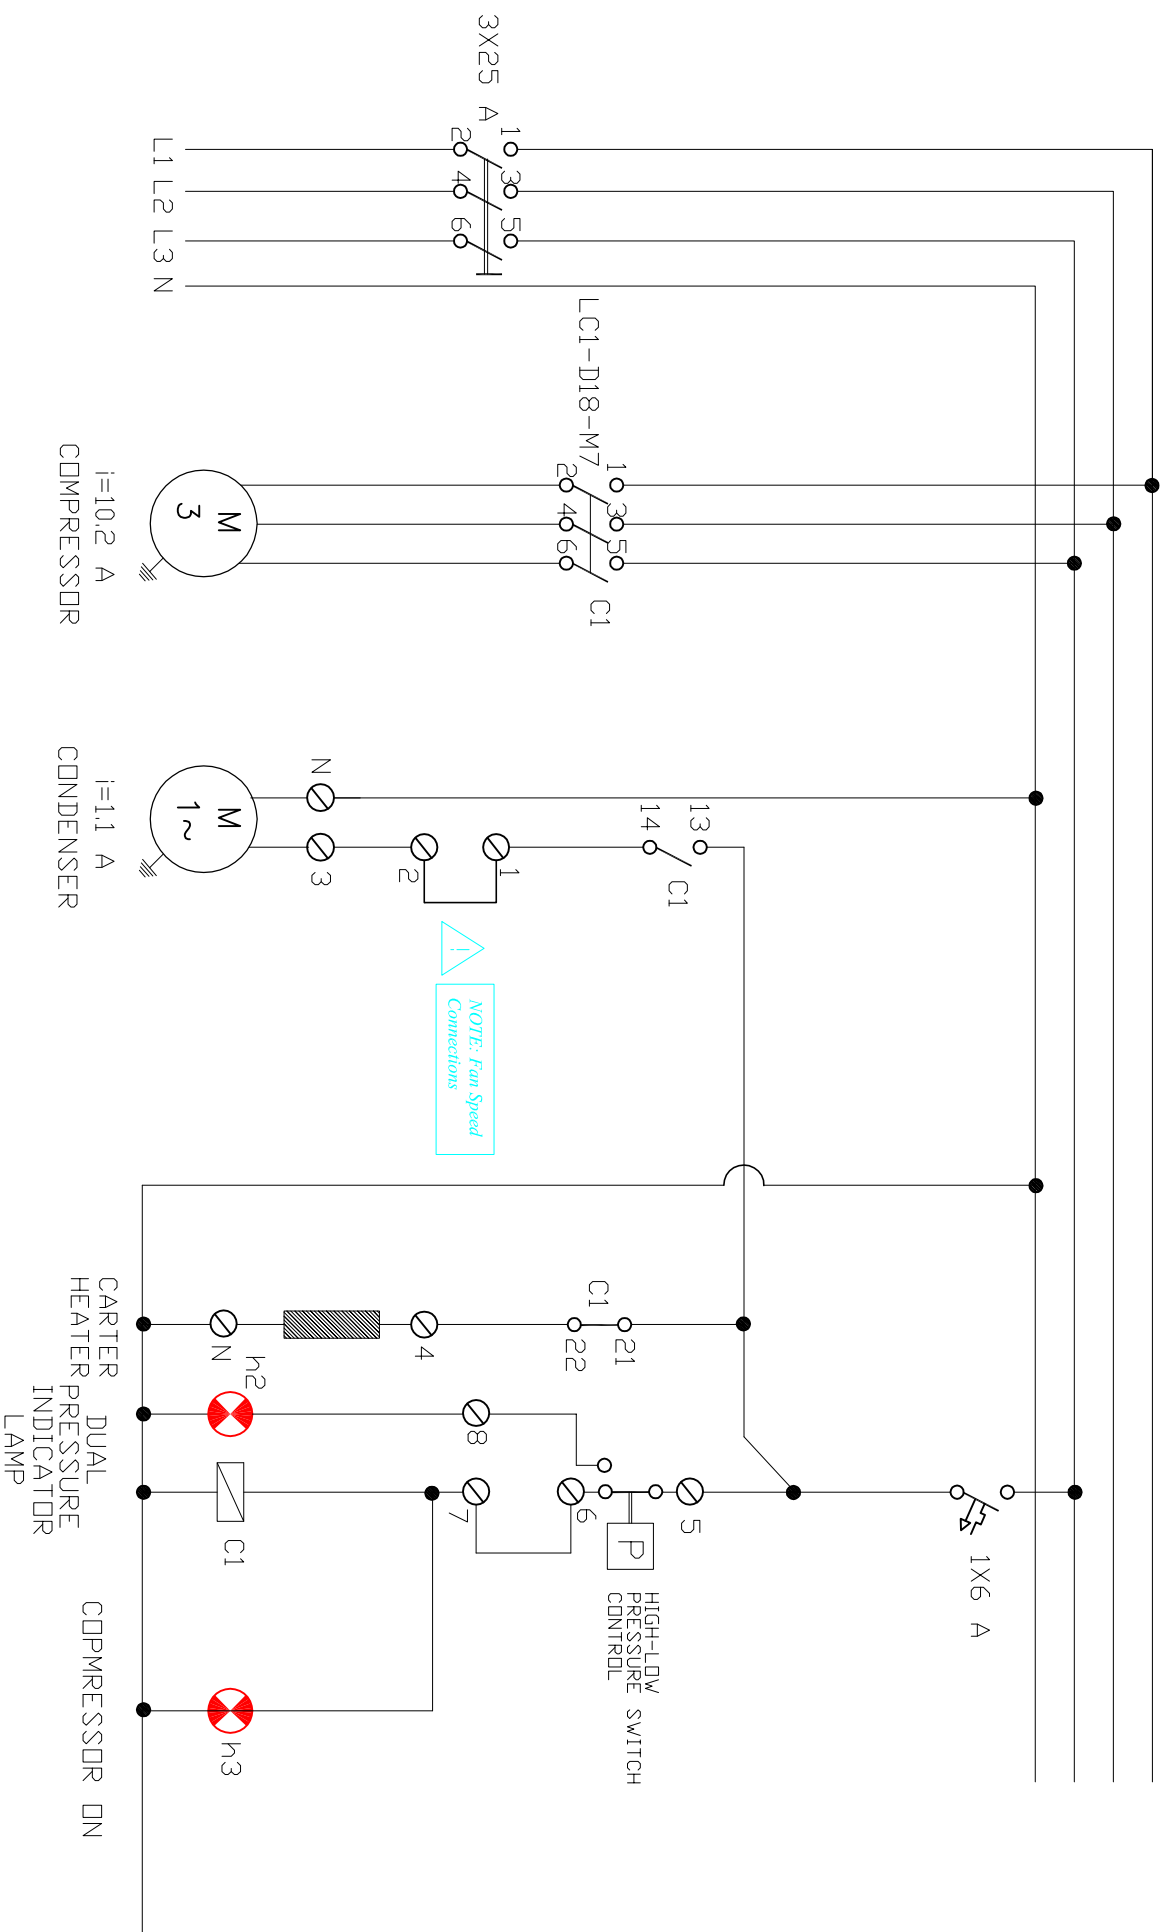 3X25 A
1
2
3
4
5
6
L1
L2
L3
N
LC1-D18-M7
1
2
3
4
5
6
C1
M
3
i=10.2 A
COMPRESSOR
13
14
C1
1
2
N
3
M
1~
i=1.1 A
CONDENSER
!
NOTE: Fan Speed
Connections
1X6 A
C1
21
22
4
N
CARTER
HEATER
5
P
HIGH-LOW
PRESSURE SWITCH
CONTROL
6
7
8
h2
DUAL
PRESSURE
INDICATOR
LAMP
C1
h3
COPMRESSOR ON